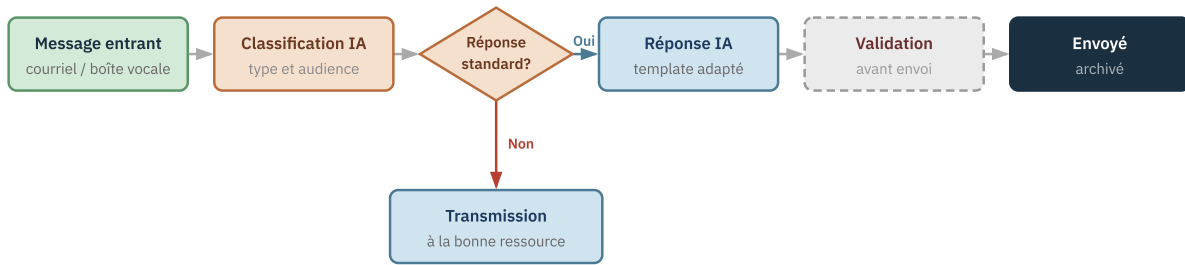 Message entrant
courriel / boîte vocale
Classification IA
type et audience
Réponse
standard?
Oui
Réponse IA
template adapté
Validation
avant envoi
Envoyé
archivé
Non
Transmission
à la bonne ressource